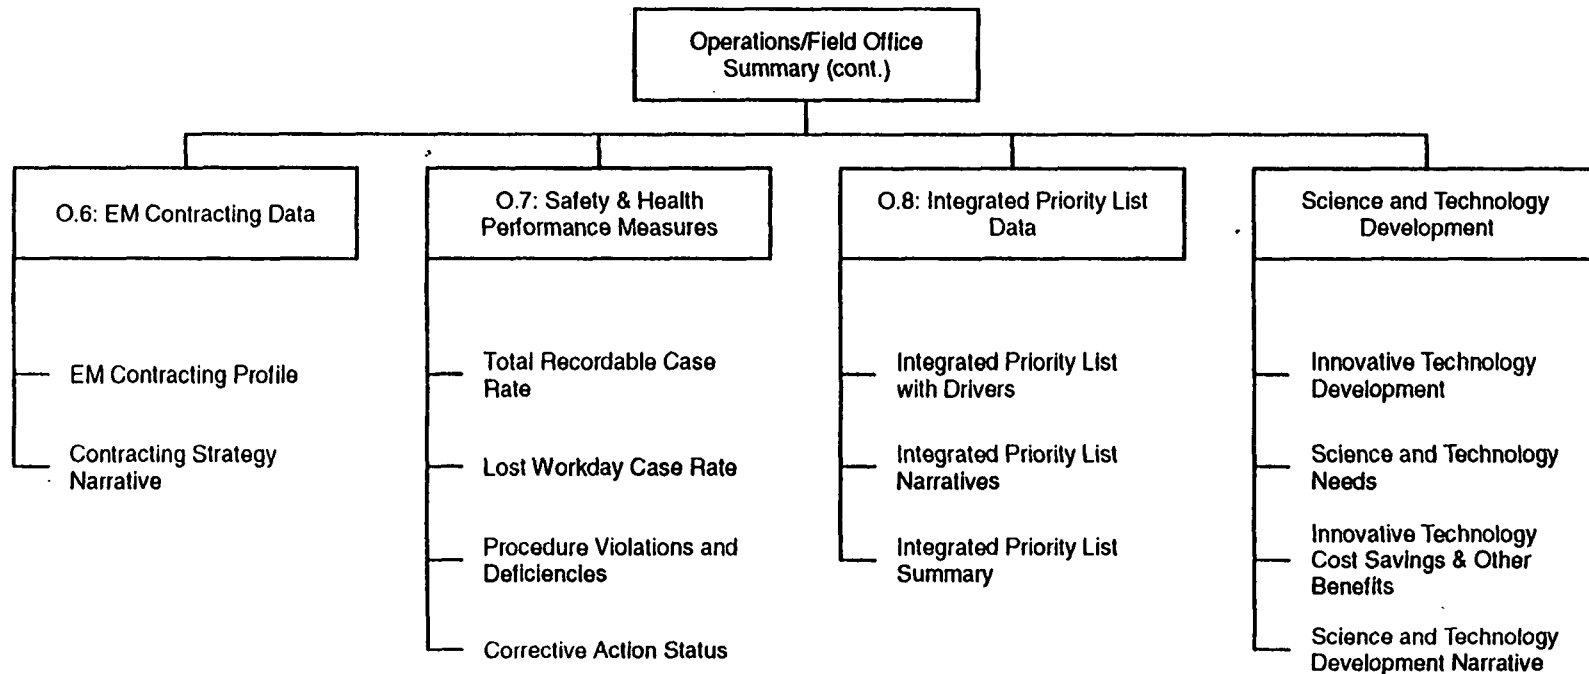 Operations/Field Office
Summary (cont.)
O.6: EM Contracting Data
O.7: Safety & Health
Performance Measures
O.8: Integrated Priority List
Data
Science and Technology
Development
EM Contracting Profile
Contracting Strategy
Narrative
Total Recordable Case
Rate
Lost Workday Case Rate
Procedure Violations and
Deficiencies
Corrective Action Status
Integrated Priority List
with Drivers
Integrated Priority List
Narratives
Integrated Priority List
Summary
Innovative Technology
Development
Science and Technology
Needs
Innovative Technology
Cost Savings & Other
Benefits
Science and Technology
Development Narrative